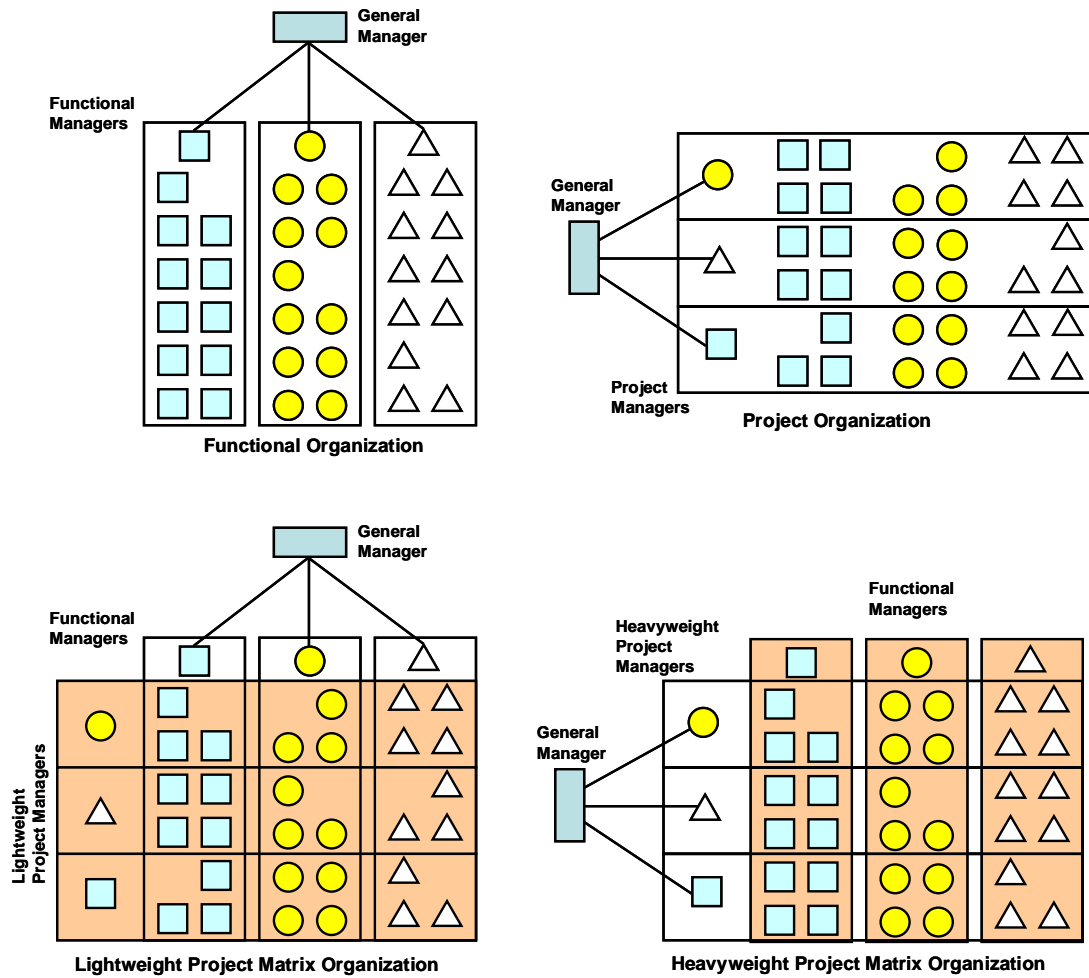 General
Manager
Functional
Managers
Functional Organization
General
Manager
Project
Managers
Project Organization
General
Manager
Functional
Managers
Lightweight
Project Managers
Lightweight Project Matrix Organization
Functional
Managers
Heavyweight
Project
Managers
General
Manager
Heavyweight Project Matrix Organization